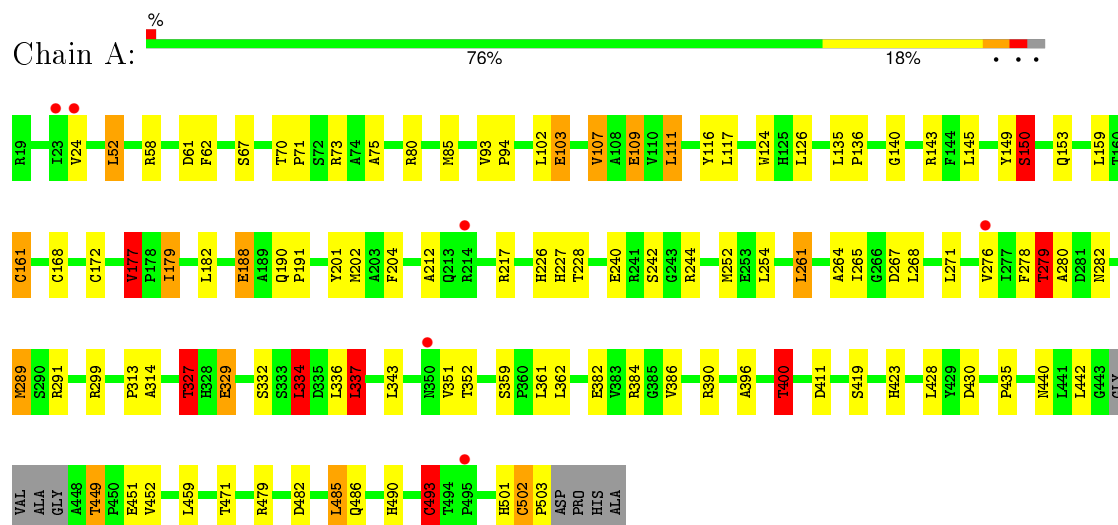 %
Chain A:
76% 18% • • •
R19 I23 V24 L52 R58 D61 F62 S67 T70 P71 S72 R73 A74 A75 R80 M85 V93 P94 L102 E103 V107 A108 E109 V110 L111 Y116 L117 W124 H125 L126 L135 P136 G140 R143 F144 L145 Y149 S150 Q153 L159 T160
C161 C168 C172 V177 P178 I179 L182 E188 A189 Q190 P191 Y201 M202 A203 F204 A212 Q213 R214 R217 H226 H227 T228 E240 R241 S242 G243 R244 M252 E253 L254 L261 A264 I265 G266 D267 L268 L271 V276 I277 F278 T279 A280 D281 N282
M289 S290 R291 R299 P313 A314 T327 H328 E329 S332 S333 L334 D335 L336 L337 L343 N350 V351 T352 S359 P360 L361 L362 E382 V383 R384 G385 V386 R390 A396 T400 D411 S419 H423 L428 Y429 D430 P435 N440 L441 L442 G443 GLY
VAL ALA GLY A448 T449 P450 E451 V452 L459 T471 R479 D482 L485 Q486 H490 C493 T494 P495 H501 C502 P503 ASP PRO HIS ALA